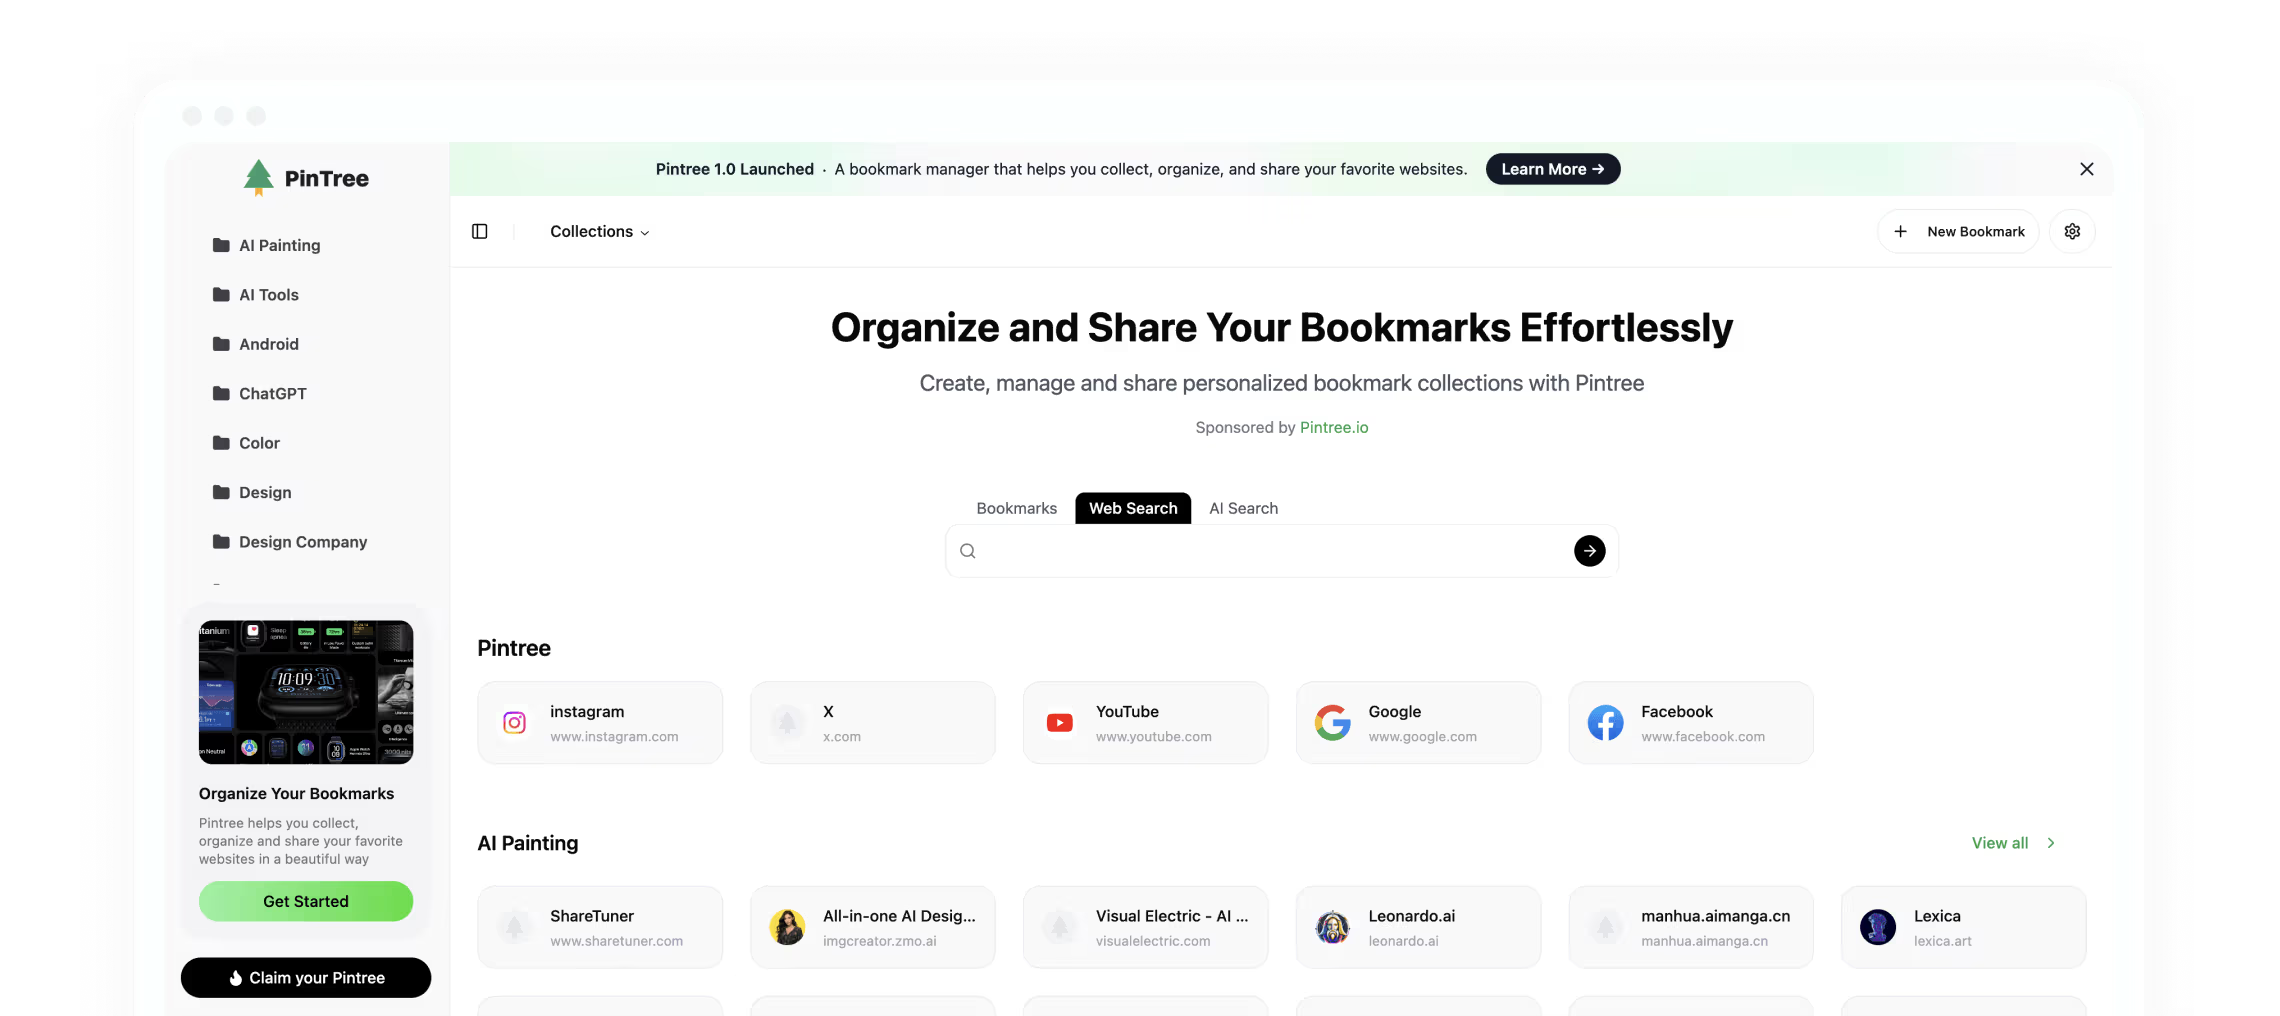 PinTree
AI Painting
AI Tools
Android
ChatGPT
Color
Design
Design Company
10:09 30
Organize Your Bookmarks
Pintree helps you collect,
organize and share your favorite
websites in a beautiful way
Get Started
Claim your Pintree
Pintree 1.0 Launched · A bookmark manager that helps you collect, organize, and share your favorite websites.
Learn More →
Collections
+ New Bookmark
Organize and Share Your Bookmarks Effortlessly
Create, manage and share personalized bookmark collections with Pintree
Sponsored by Pintree.io
Bookmarks
Web Search
AI Search
Pintree
instagram
www.instagram.com
X
x.com
YouTube
www.youtube.com
Google
www.google.com
Facebook
www.facebook.com
AI Painting
View all
ShareTuner
www.sharetuner.com
All-in-one AI Desig...
imgcreator.zmo.ai
Visual Electric - AI ...
visualelectric.com
Leonardo.ai
leonardo.ai
manhua.aimanga.cn
manhua.aimanga.cn
Lexica
lexica.art